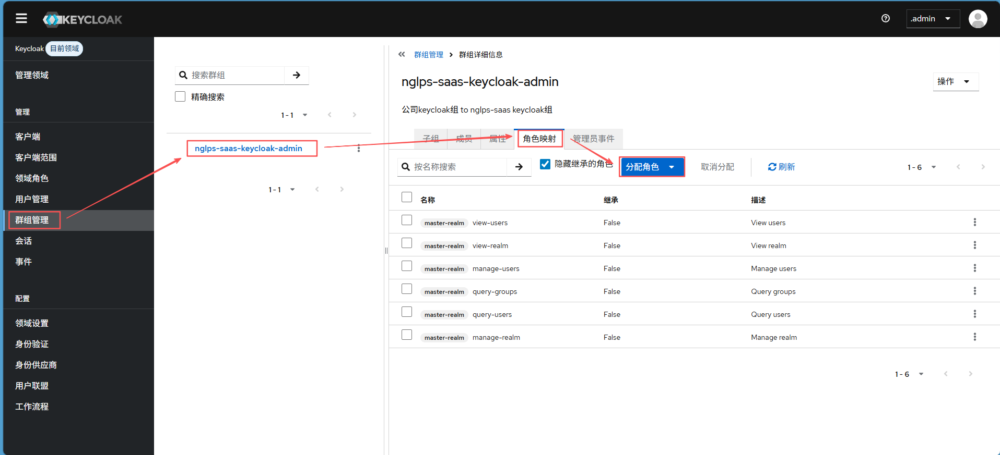 KEYCLOAK
.admin
Keycloak 目前领域
管理领域
管理
客户端
客户端范围
领域角色
用户管理
群组管理
会话
事件
配置
领域设置
身份验证
身份供应商
用户联盟
工作流程
搜索群组
精确搜索
1 - 1
nglps-saas-keycloak-admin
1 - 1
群组管理 群组详细信息
nglps-saas-keycloak-admin
操作
公司keycloak组 to nglps-saas keycloak组
子组 成员 属性 角色映射 管理员事件
按名称搜索 隐藏继承的角色 分配角色 取消分配 刷新 1 - 6
名称 继承 描述
master-realm view-users False View users
master-realm view-realm False View realm
master-realm manage-users False Manage users
master-realm query-groups False Query groups
master-realm query-users False Query users
master-realm manage-realm False Manage realm
1 - 6